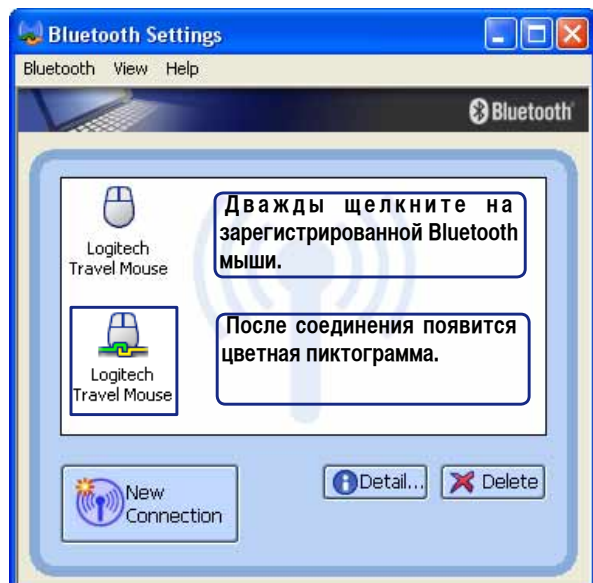 Bluetooth Settings
Bluetooth View Help
Bluetooth
Logitech
Travel Mouse
Дважды щелкните на
зарегистрированной Bluetooth
мыши.
Logitech
Travel Mouse
После соединения появится
цветная пиктограмма.
New
Connection
Detail...
Delete